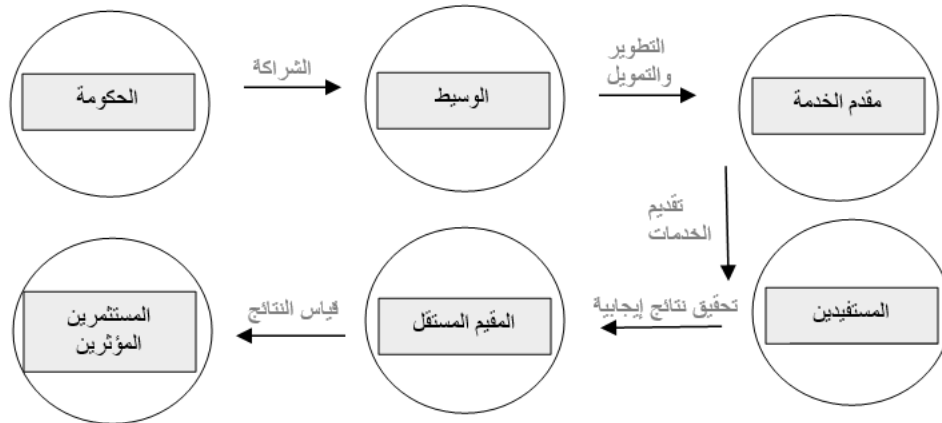 الحكومة
الشراكة
الوسيط
التطوير
والتمويل
مقدم الخدمة
تقديم
الخدمات
المستفيدين
تحقيق نتائج إيجابية
المقيم المستقل
قياس النتائج
المستثمرين
المؤثرين